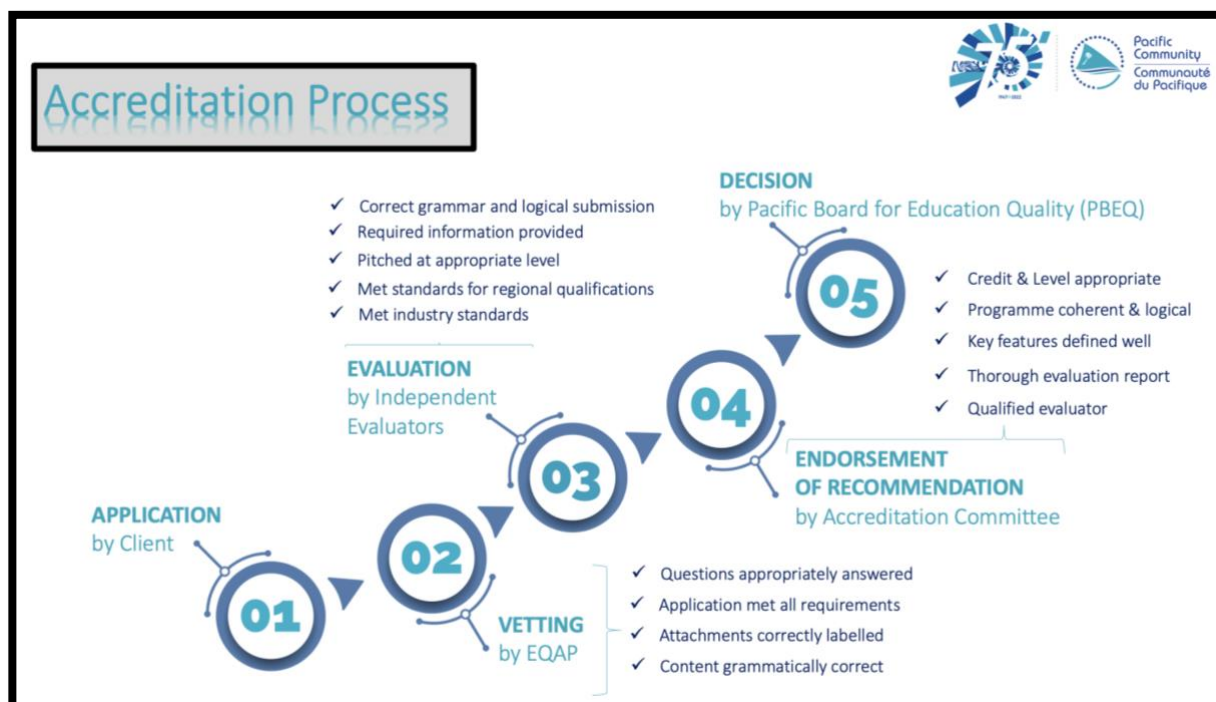 Accreditation Process
75
Pacific
Community
Communauté
du Pacifique
APPLICATION
by Client
01
02
VETTING
by EQAP
✓ Questions appropriately answered
✓ Application met all requirements
✓ Attachments correctly labelled
✓ Content grammatically correct
✓ Correct grammar and logical submission
✓ Required information provided
✓ Pitched at appropriate level
✓ Met standards for regional qualifications
✓ Met industry standards
EVALUATION
by Independent
Evaluators
03
04
ENDORSEMENT
OF RECOMMENDATION
by Accreditation Committee
✓ Credit & Level appropriate
✓ Programme coherent & logical
✓ Key features defined well
✓ Thorough evaluation report
✓ Qualified evaluator
DECISION
by Pacific Board for Education Quality (PBEQ)
05